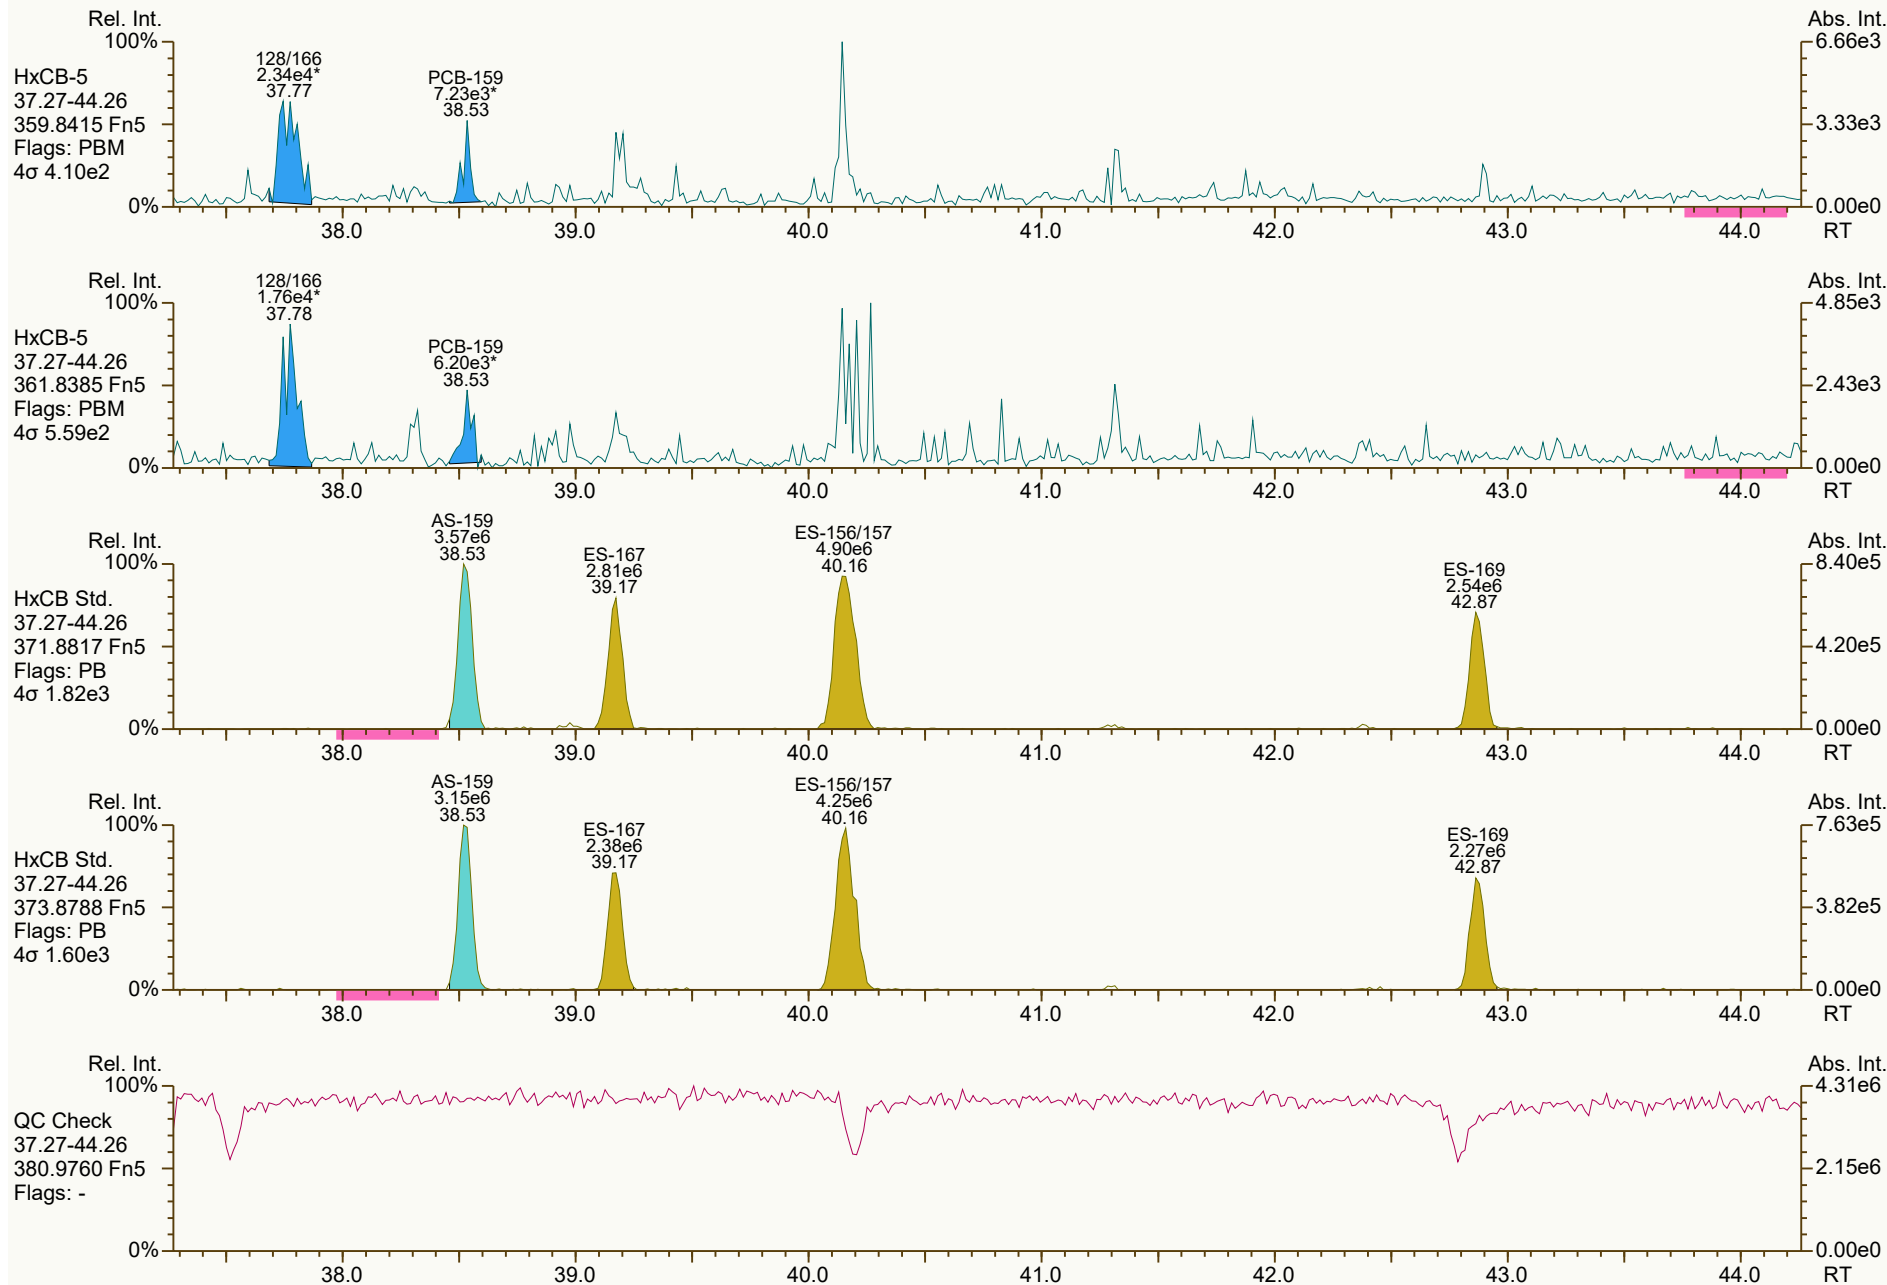 Rel. Int.
Abs. Int.
100%
6.66e3
128/166
2.34e4*
37.77
PCB-159
7.23e3*
38.53
HxCB-5
37.27-44.26
359.8415 Fn5
Flags: PBM
4σ 4.10e2
3.33e3
0%
0.00e0
38.0
39.0
40.0
41.0
42.0
43.0
44.0
RT
Rel. Int.
Abs. Int.
100%
4.85e3
128/166
1.76e4*
37.78
PCB-159
6.20e3*
38.53
HxCB-5
37.27-44.26
361.8385 Fn5
Flags: PBM
4σ 5.59e2
2.43e3
0%
0.00e0
38.0
39.0
40.0
41.0
42.0
43.0
44.0
RT
Rel. Int.
Abs. Int.
100%
8.40e5
AS-159
3.57e6
38.53
ES-167
2.81e6
39.17
ES-156/157
4.90e6
40.16
ES-169
2.54e6
42.87
HxCB Std.
37.27-44.26
371.8817 Fn5
Flags: PB
4σ 1.82e3
4.20e5
0%
0.00e0
38.0
39.0
40.0
41.0
42.0
43.0
44.0
RT
Rel. Int.
Abs. Int.
100%
7.63e5
AS-159
3.15e6
38.53
ES-167
2.38e6
39.17
ES-156/157
4.25e6
40.16
ES-169
2.27e6
42.87
HxCB Std.
37.27-44.26
373.8788 Fn5
Flags: PB
4σ 1.60e3
3.82e5
0%
0.00e0
38.0
39.0
40.0
41.0
42.0
43.0
44.0
RT
Rel. Int.
Abs. Int.
100%
4.31e6
QC Check
37.27-44.26
380.9760 Fn5
Flags: -
2.15e6
0%
0.00e0
38.0
39.0
40.0
41.0
42.0
43.0
44.0
RT